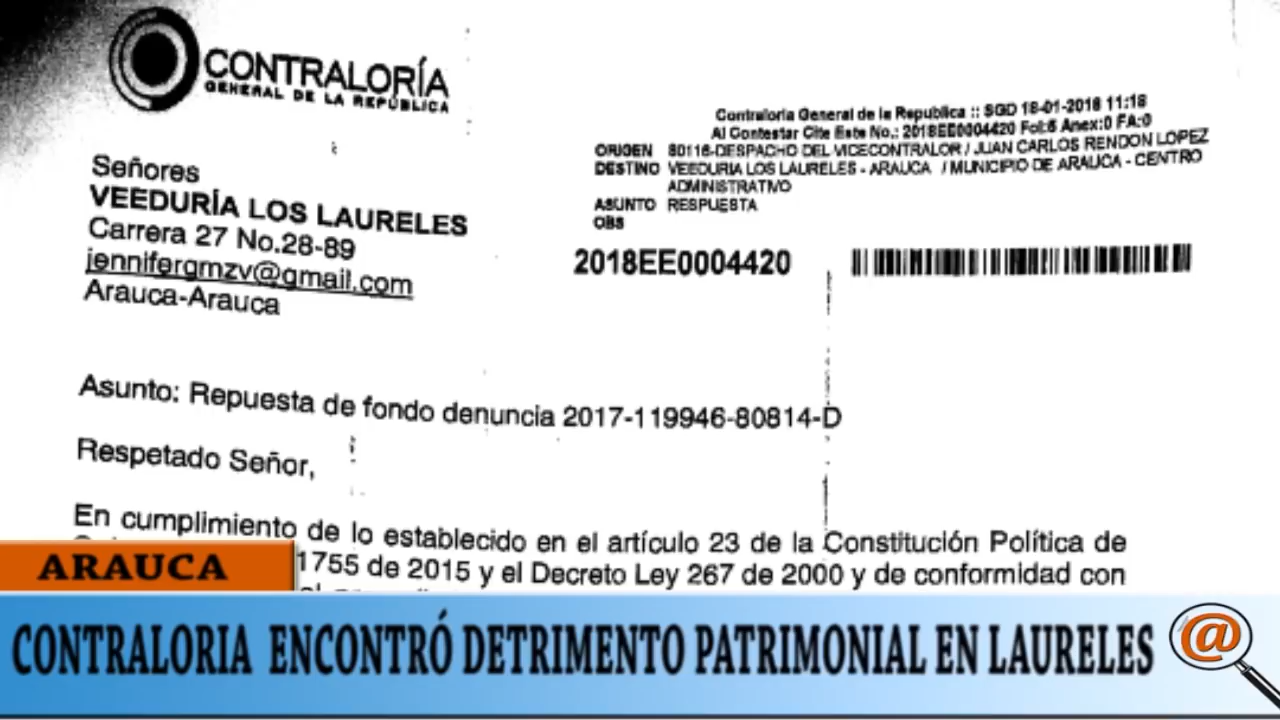 CONTRALORÍA
GENERAL DE LA REPÚBLICA
Contraloria General de la Republica :: SGD 18-01-2018 11:18
Al Contestar Cite Este No.: 2018EE0004420 Fol:5 Anex:0 FA:0
ORIGEN 80116-DESPACHO DEL VICECONTRALOR / JUAN CARLOS RENDON LOPEZ
DESTINO VEEDURIA LOS LAURELES - ARAUCA / MUNICIPIO DE ARAUCA - CENTRO
ADMINISTRATIVO
ASUNTO RESPUESTA
OBS
2018EE0004420
Señores
VEEDURÍA LOS LAURELES
Carrera 27 No.28-89
jennifergmzv@gmail.com
Arauca-Arauca
Asunto: Repuesta de fondo denuncia 2017-119946-80814-D
Respetado Señor,
En cumplimiento de lo establecido en el artículo 23 de la Constitución Política de
1755 de 2015 y el Decreto Ley 267 de 2000 y de conformidad con
ARAUCA
CONTRALORIA ENCONTRÓ DETRIMENTO PATRIMONIAL EN LAURELES
@